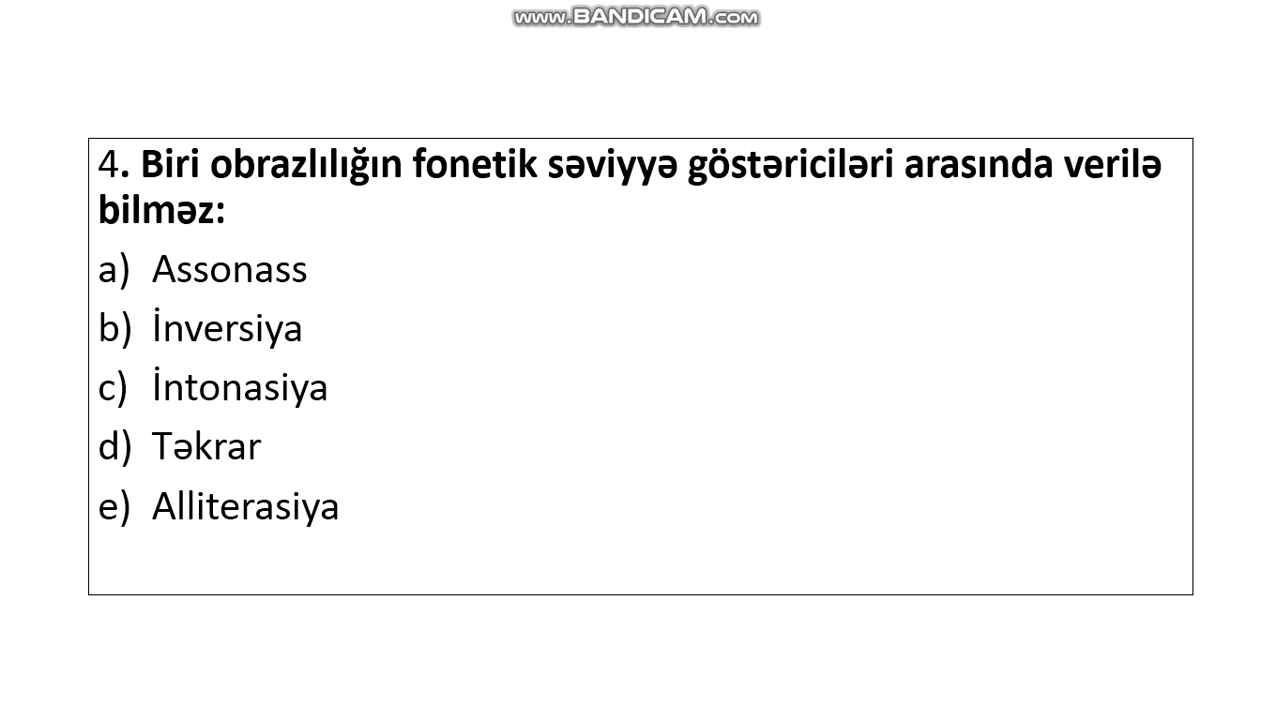 www.BANDICAM.com
4. Biri obrazlılığın fonetik səviyyə göstəriciləri arasında verilə
bilməz:
a) Assonass
b) İnversiya
c) İntonasiya
d) Təkrar
e) Alliterasiya